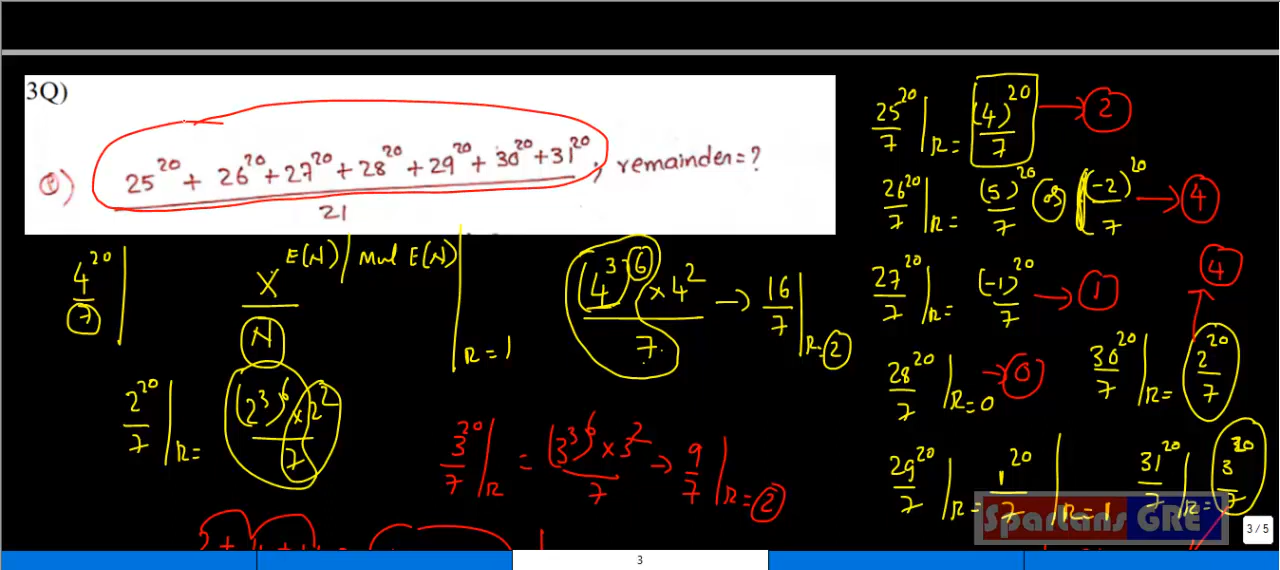 3Q)
25^20 + 26^20 + 27^20 + 28^20 + 29^20 + 30^20 + 31^20 , remainder = ?
21
4^20 / 7 |
X^E(N) / N | Mul E(N) | R=1
(4^3)^6 × 4^2 / 7 → 16/7 | R=2
2^20 / 7 | R= (2^3)^6 × 2^2 / 7
3^20 / 7 | R = (3^3)^6 × 3^2 / 7 → 9/7 | R=2
25^20 / 7 | R= (4)^20 / 7 → 2
26^20 / 7 | R= (5)^20 / 7 or (-2)^20 / 7 → 4
27^20 / 7 | R= (-1)^20 / 7 → 1
28^20 / 7 | R=0 → 0
30^20 / 7 | R= 2^20 / 7 → 4
29^20 / 7 | R= 1^20 / 7 | R=1
31^20 / 7 | R= 3^20 / 7
Spartans GRE
3 / 5
3